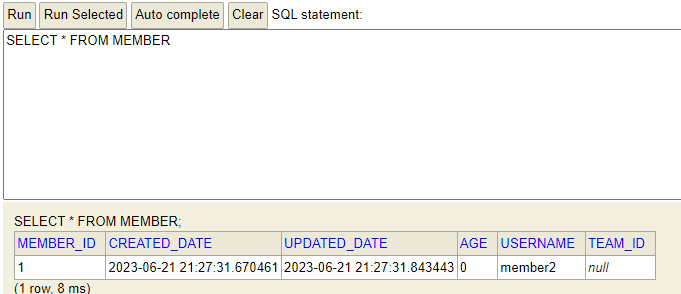 Run Run Selected Auto complete Clear SQL statement:
SELECT * FROM MEMBER
SELECT * FROM MEMBER;
MEMBER_ID CREATED_DATE UPDATED_DATE AGE USERNAME TEAM_ID
1 2023-06-21 21:27:31.670461 2023-06-21 21:27:31.843443 0 member2 null
(1 row, 8 ms)